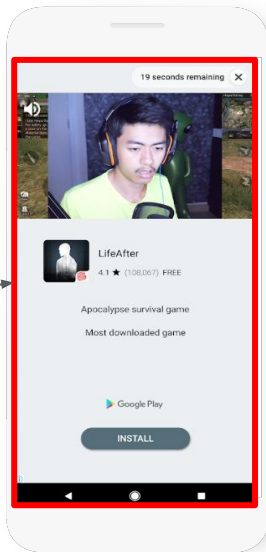 19 seconds remaining
LifeAfter
4.1 ★ (108,067) FREE
Apocalypse survival game
Most downloaded game
Google Play
INSTALL